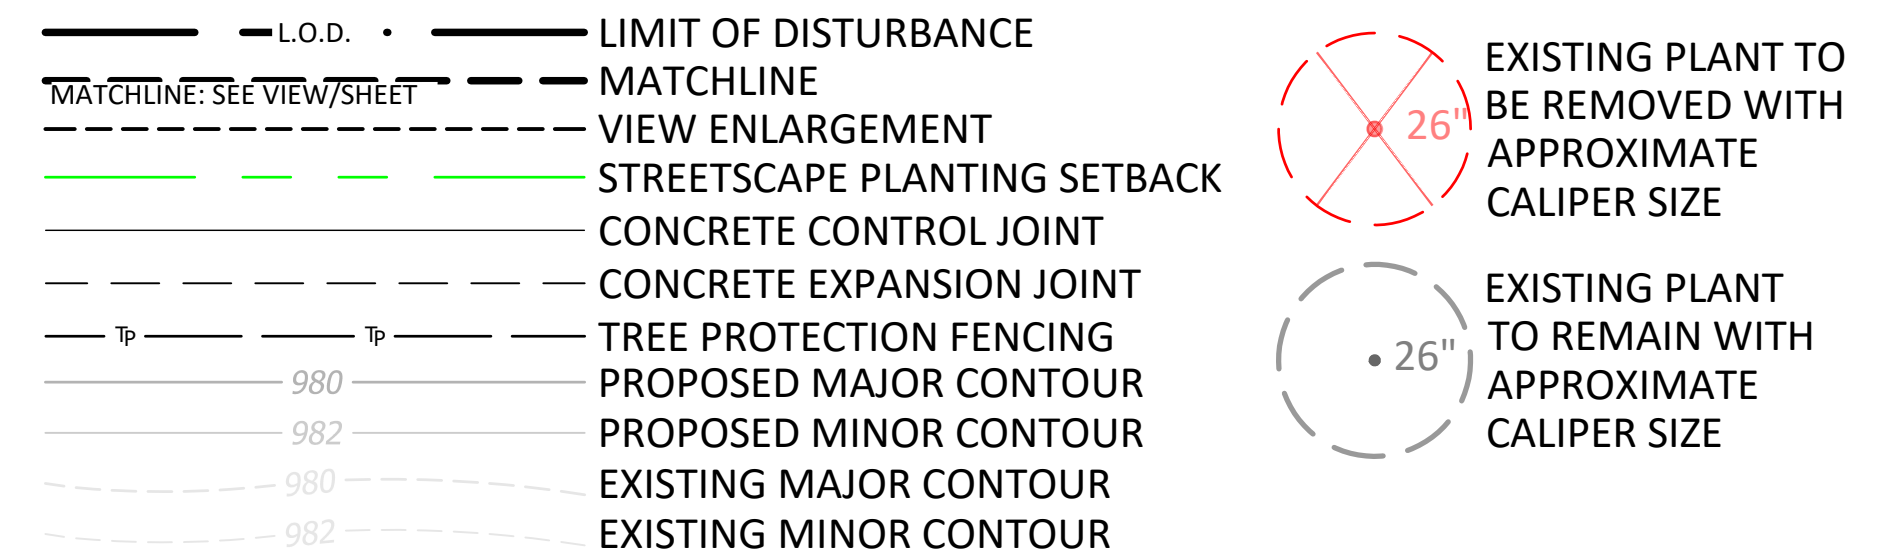 L.O.D. LIMIT OF DISTURBANCE
MATCHLINE
MATCHLINE: SEE VIEW/SHEET
VIEW ENLARGEMENT
STREETSCAPE PLANTING SETBACK
CONCRETE CONTROL JOINT
CONCRETE EXPANSION JOINT
TP TP TREE PROTECTION FENCING
980 PROPOSED MAJOR CONTOUR
982 PROPOSED MINOR CONTOUR
980 EXISTING MAJOR CONTOUR
982 EXISTING MINOR CONTOUR
26"
EXISTING PLANT TO
BE REMOVED WITH
APPROXIMATE
CALIPER SIZE
26"
EXISTING PLANT
TO REMAIN WITH
APPROXIMATE
CALIPER SIZE